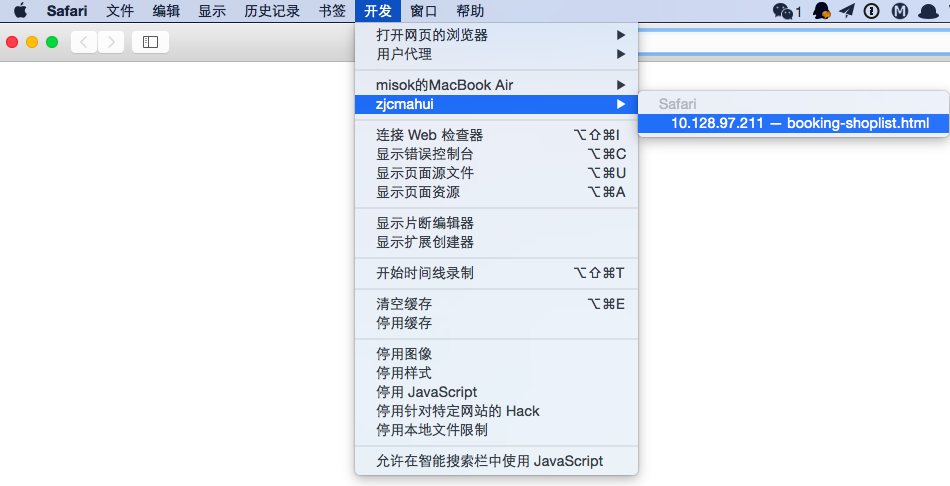 Safari 文件 编辑 显示 历史记录 书签 开发 窗口 帮助 1
打开网页的浏览器
用户代理
misok的MacBook Air
zjcmahui
Safari
10.128.97.211 — booking-shoplist.html
连接 Web 检查器 ⌥⇧⌘I
显示错误控制台 ⌥⌘C
显示页面源文件 ⌥⌘U
显示页面资源 ⌥⌘A
显示片断编辑器
显示扩展创建器
开始时间线录制 ⌥⇧⌘T
清空缓存 ⌥⌘E
停用缓存
停用图像
停用样式
停用 JavaScript
停用针对特定网站的 Hack
停用本地文件限制
允许在智能搜索栏中使用 JavaScript